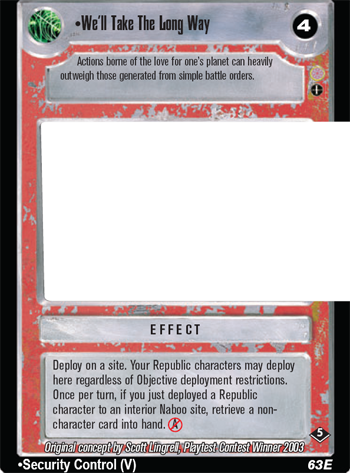 •We'll Take The Long Way
4
Actions borne of the love for one's planet can heavily
outweigh those generated from simple battle orders.
EFFECT
Deploy on a site. Your Republic characters may deploy
here regardless of Objective deployment restrictions.
Once per turn, if you just deployed a Republic
character to an interior Naboo site, retrieve a non-
character card into hand. A
5
Original concept by Scott Lingrell, Playtest Contest Winner 2003
•Security Control (V)
63E